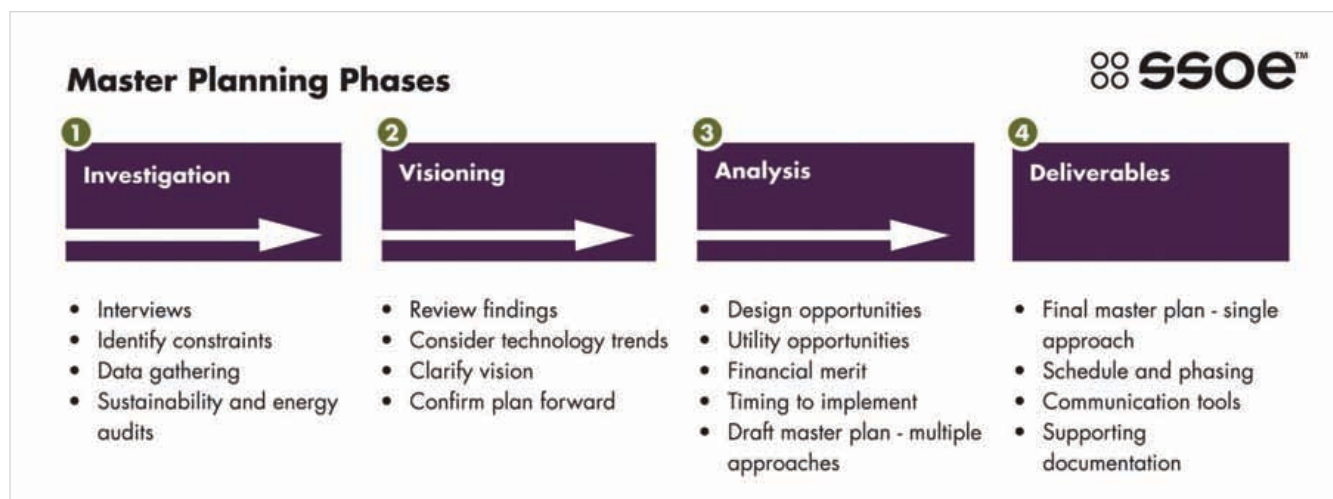 Master Planning Phases
ssoe™
1
Investigation
• Interviews
• Identify constraints
• Data gathering
• Sustainability and energy
audits
2
Visioning
• Review findings
• Consider technology trends
• Clarify vision
• Confirm plan forward
3
Analysis
• Design opportunities
• Utility opportunities
• Financial merit
• Timing to implement
• Draft master plan - multiple
approaches
4
Deliverables
• Final master plan - single
approach
• Schedule and phasing
• Communication tools
• Supporting
documentation